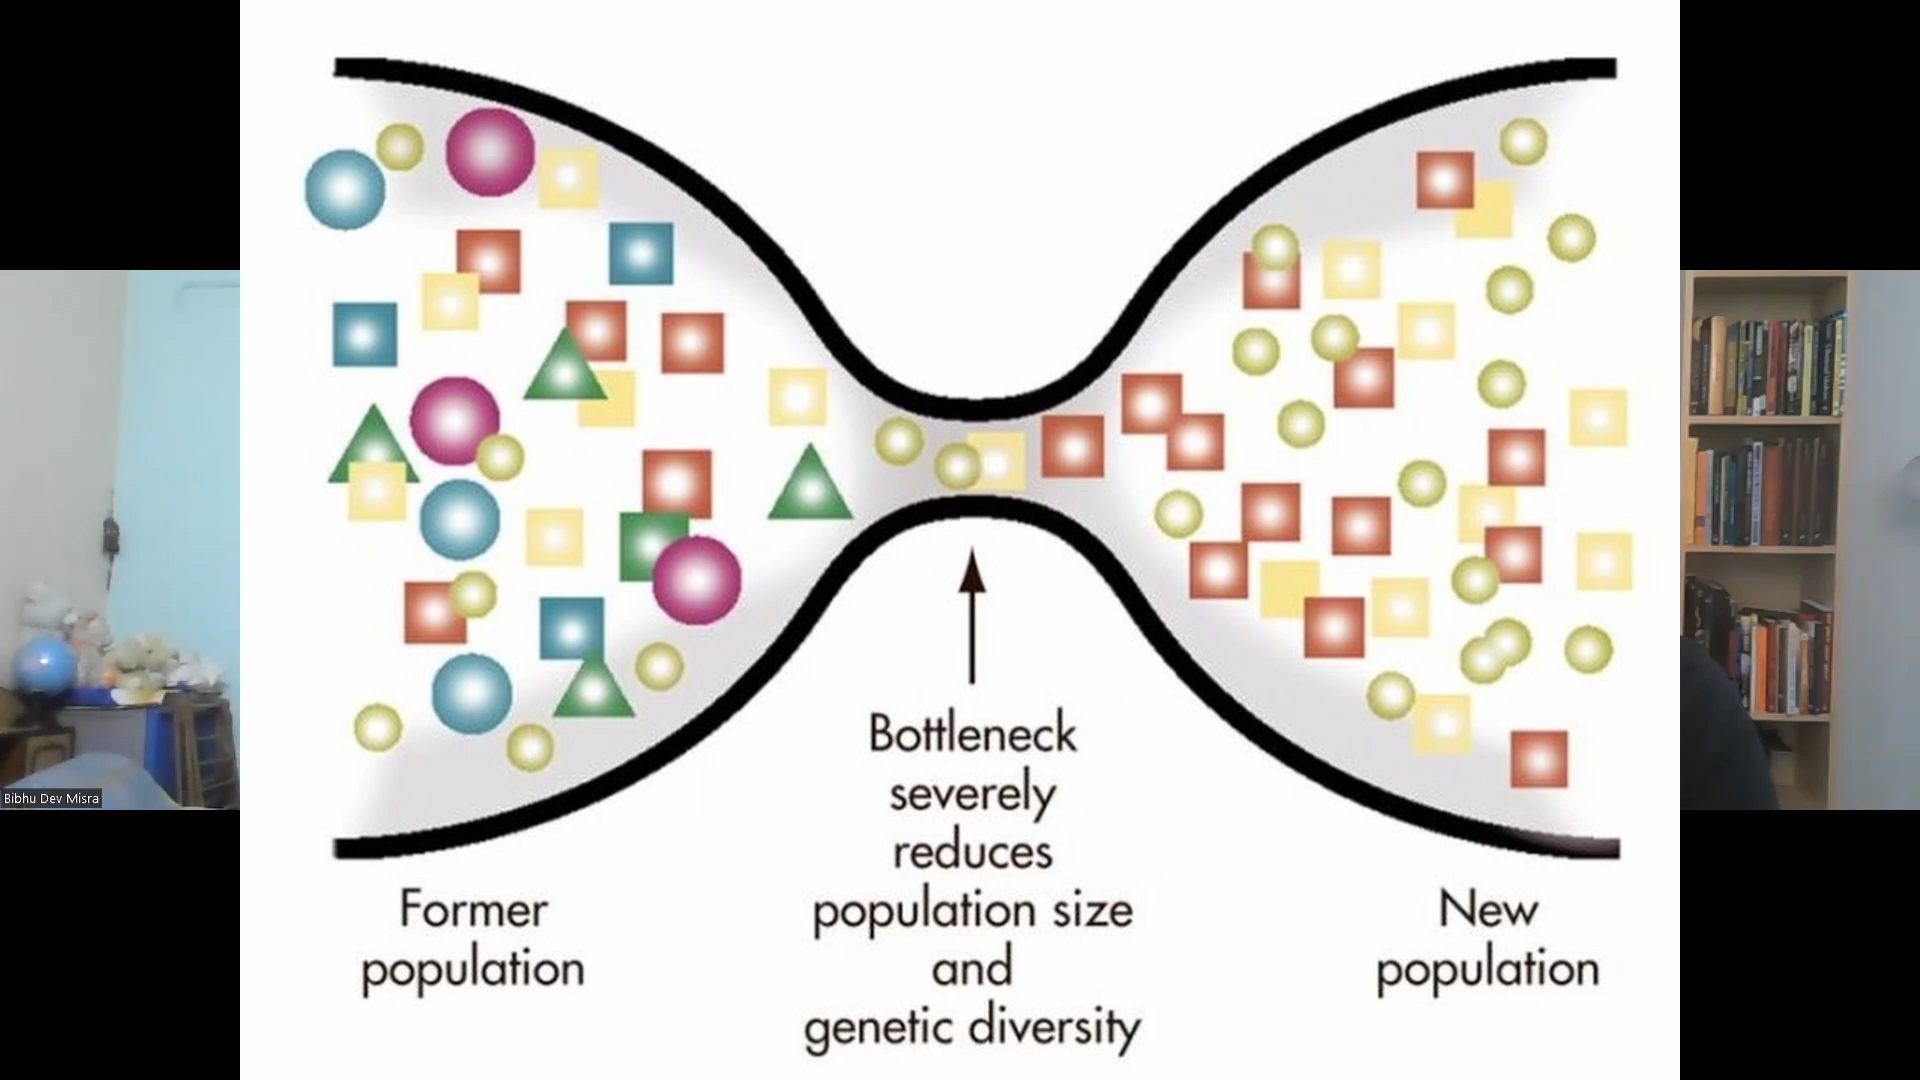 Bottleneck
severely
reduces
population size
and
genetic diversity
Former
population
New
population
Bibhu Dev Misra